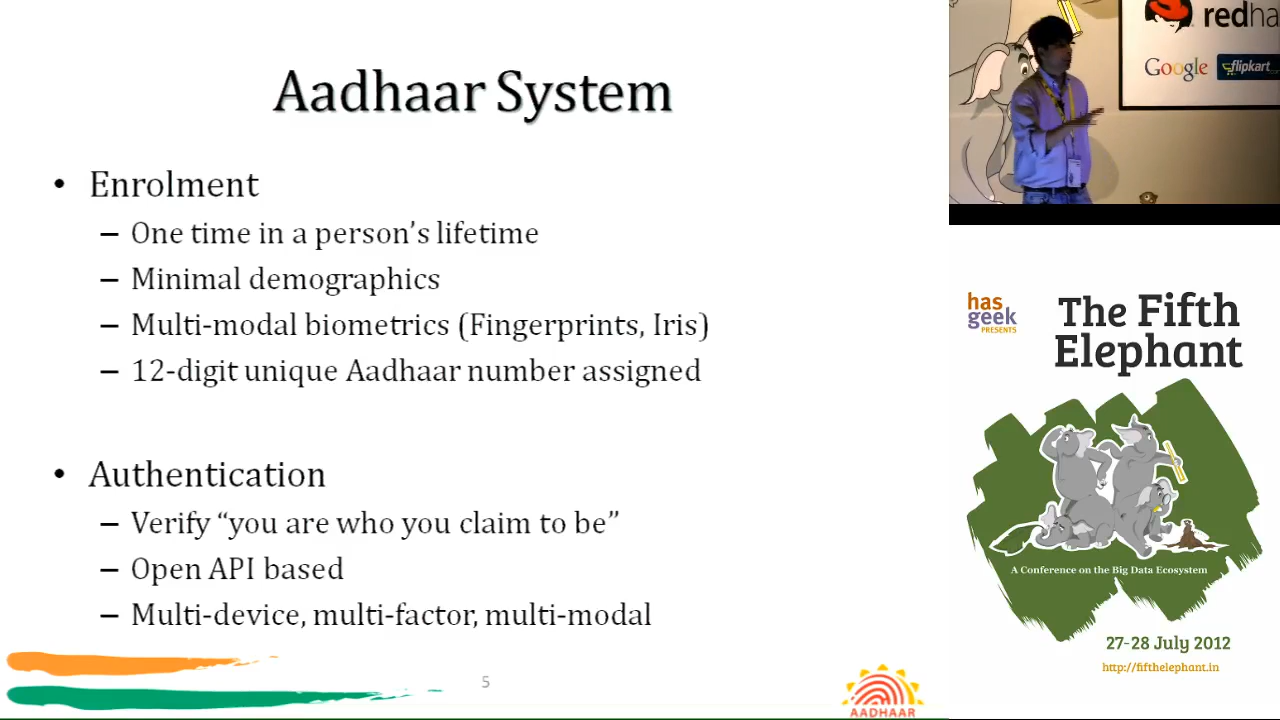 Aadhaar System
• Enrolment
– One time in a person’s lifetime
– Minimal demographics
– Multi-modal biometrics (Fingerprints, Iris)
– 12-digit unique Aadhaar number assigned
• Authentication
– Verify “you are who you claim to be”
– Open API based
– Multi-device, multi-factor, multi-modal
5
AADHAAR
redha
Google
flipkart
has
geek
PRESENTS
The Fifth
Elephant
A Conference on the Big Data Ecosystem
27-28 July 2012
http://fifthelephant.in